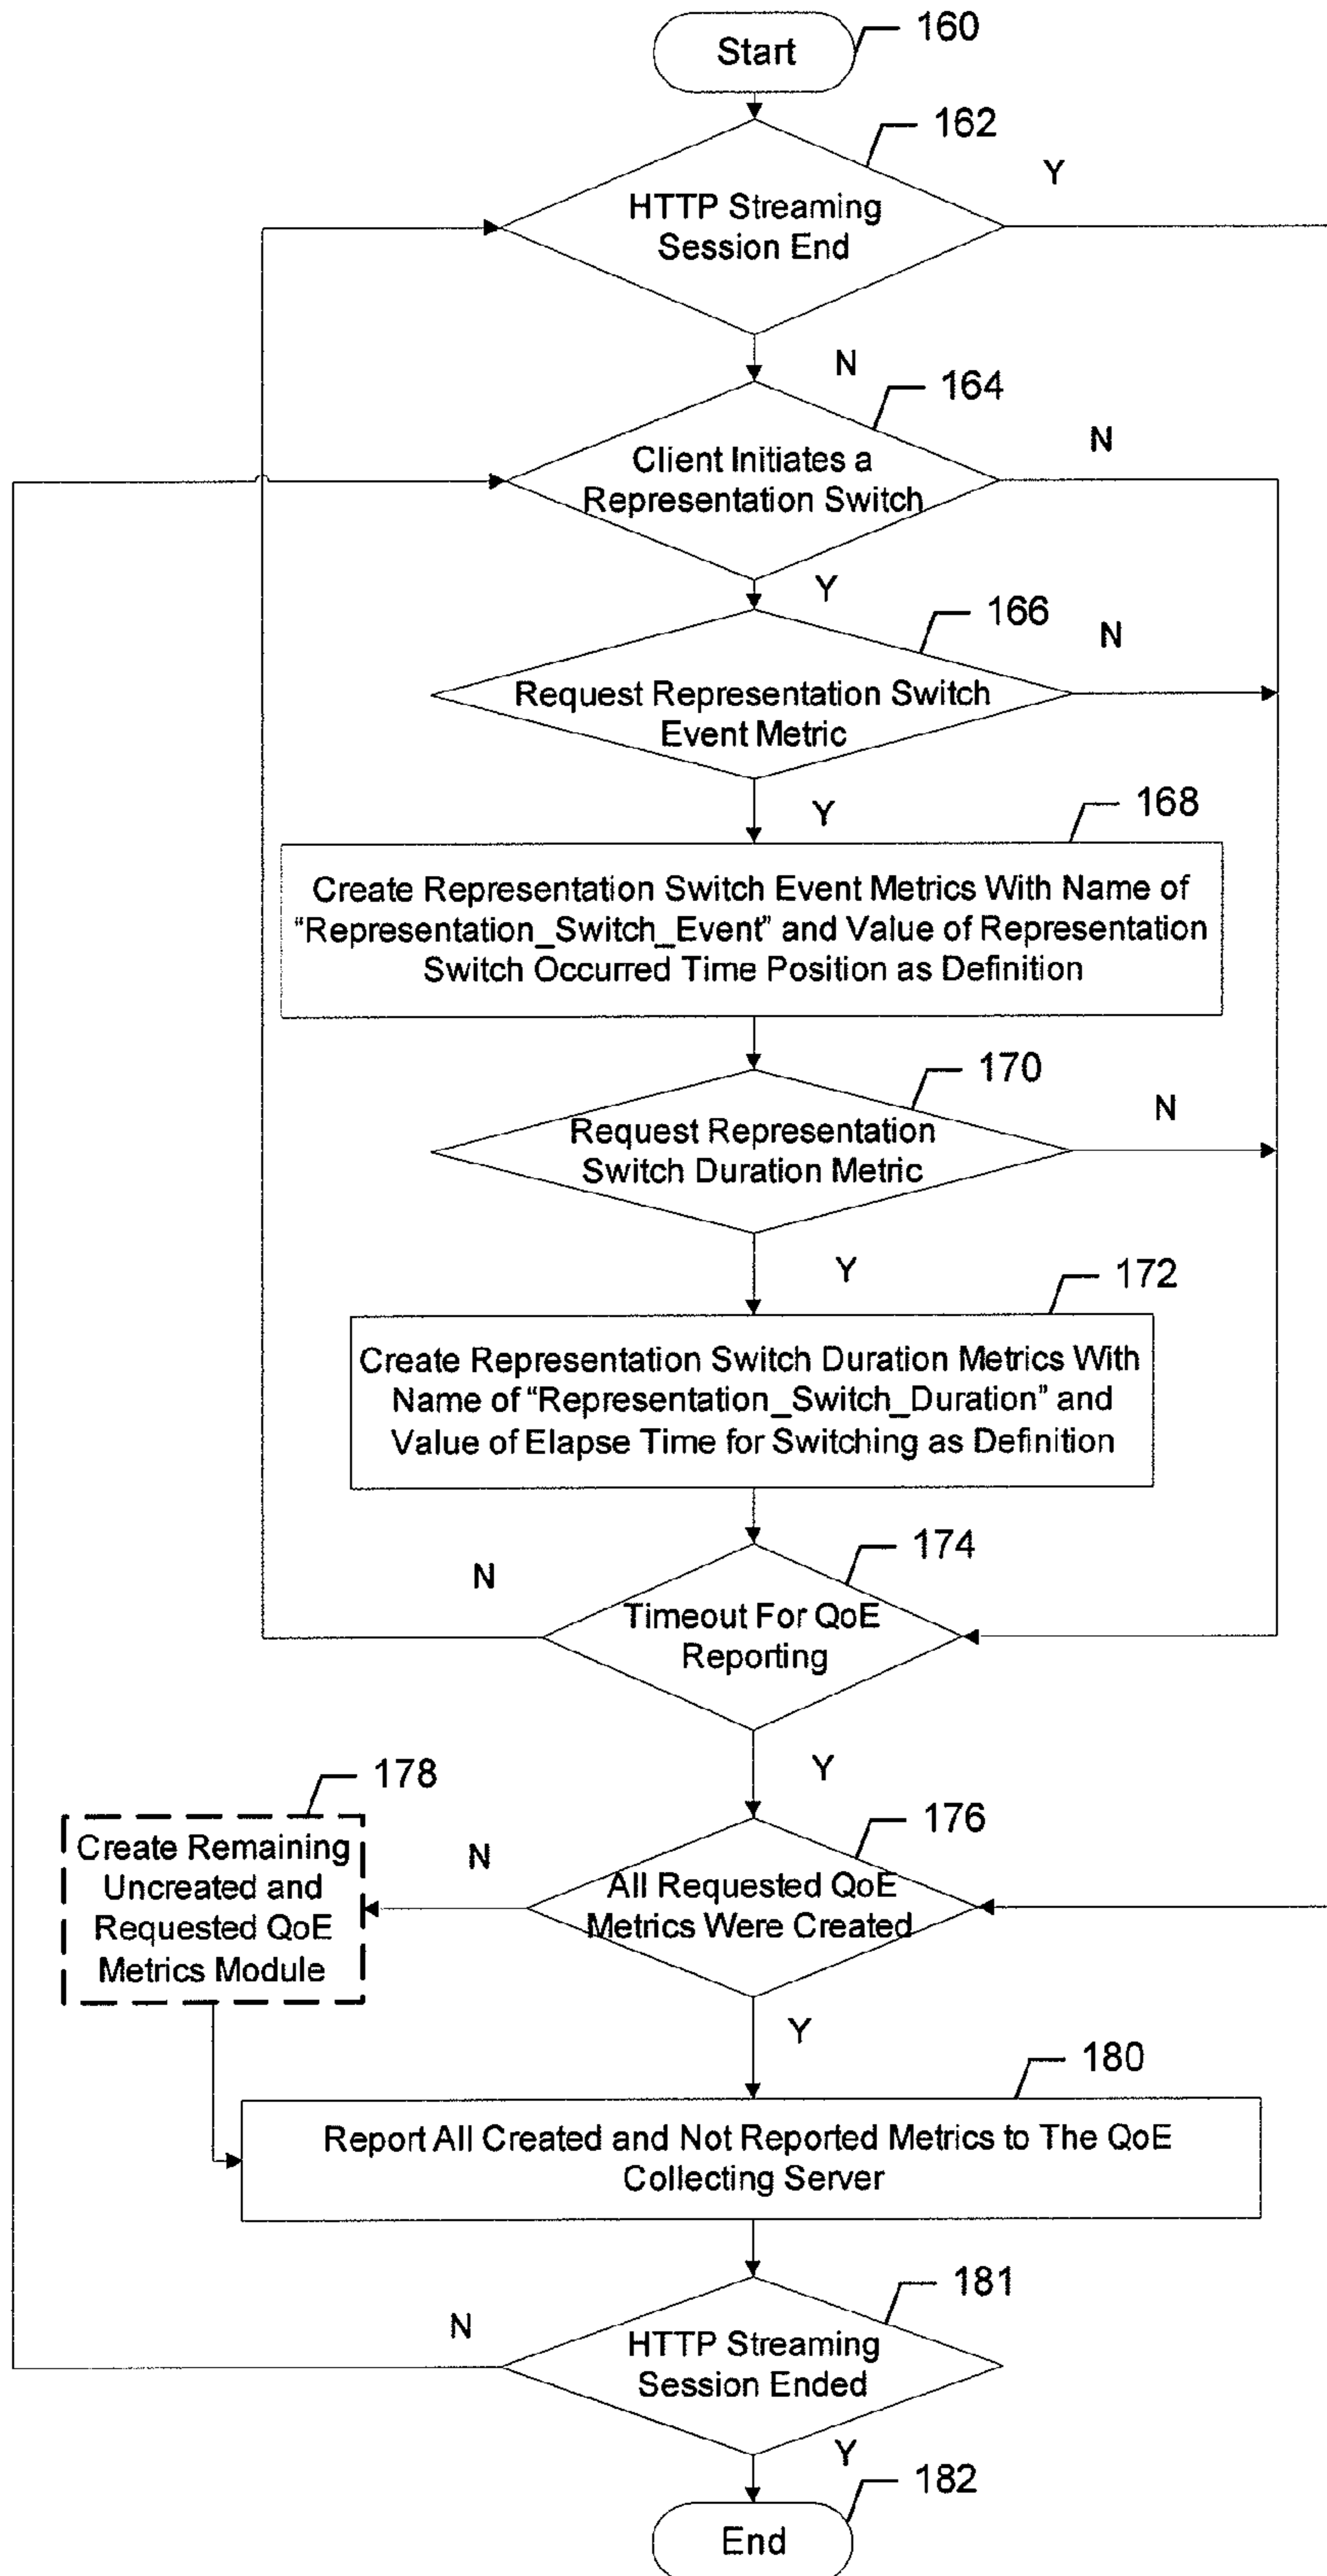 Start
160
162
Y
HTTP Streaming
Session End
N
164
N
Client Initiates a
Representation Switch
Y
166
N
Request Representation Switch
Event Metric
Y
168
Create Representation Switch Event Metrics With Name of
“Representation_Switch_Event” and Value of Representation
Switch Occurred Time Position as Definition
170
N
Request Representation
Switch Duration Metric
Y
172
Create Representation Switch Duration Metrics With
Name of “Representation_Switch_Duration” and
Value of Elapse Time for Switching as Definition
174
N
Timeout For QoE
Reporting
Y
178
176
Create Remaining
Uncreated and
Requested QoE
Metrics Module
N
All Requested QoE
Metrics Were Created
Y
180
Report All Created and Not Reported Metrics to The QoE
Collecting Server
181
N
HTTP Streaming
Session Ended
Y
182
End